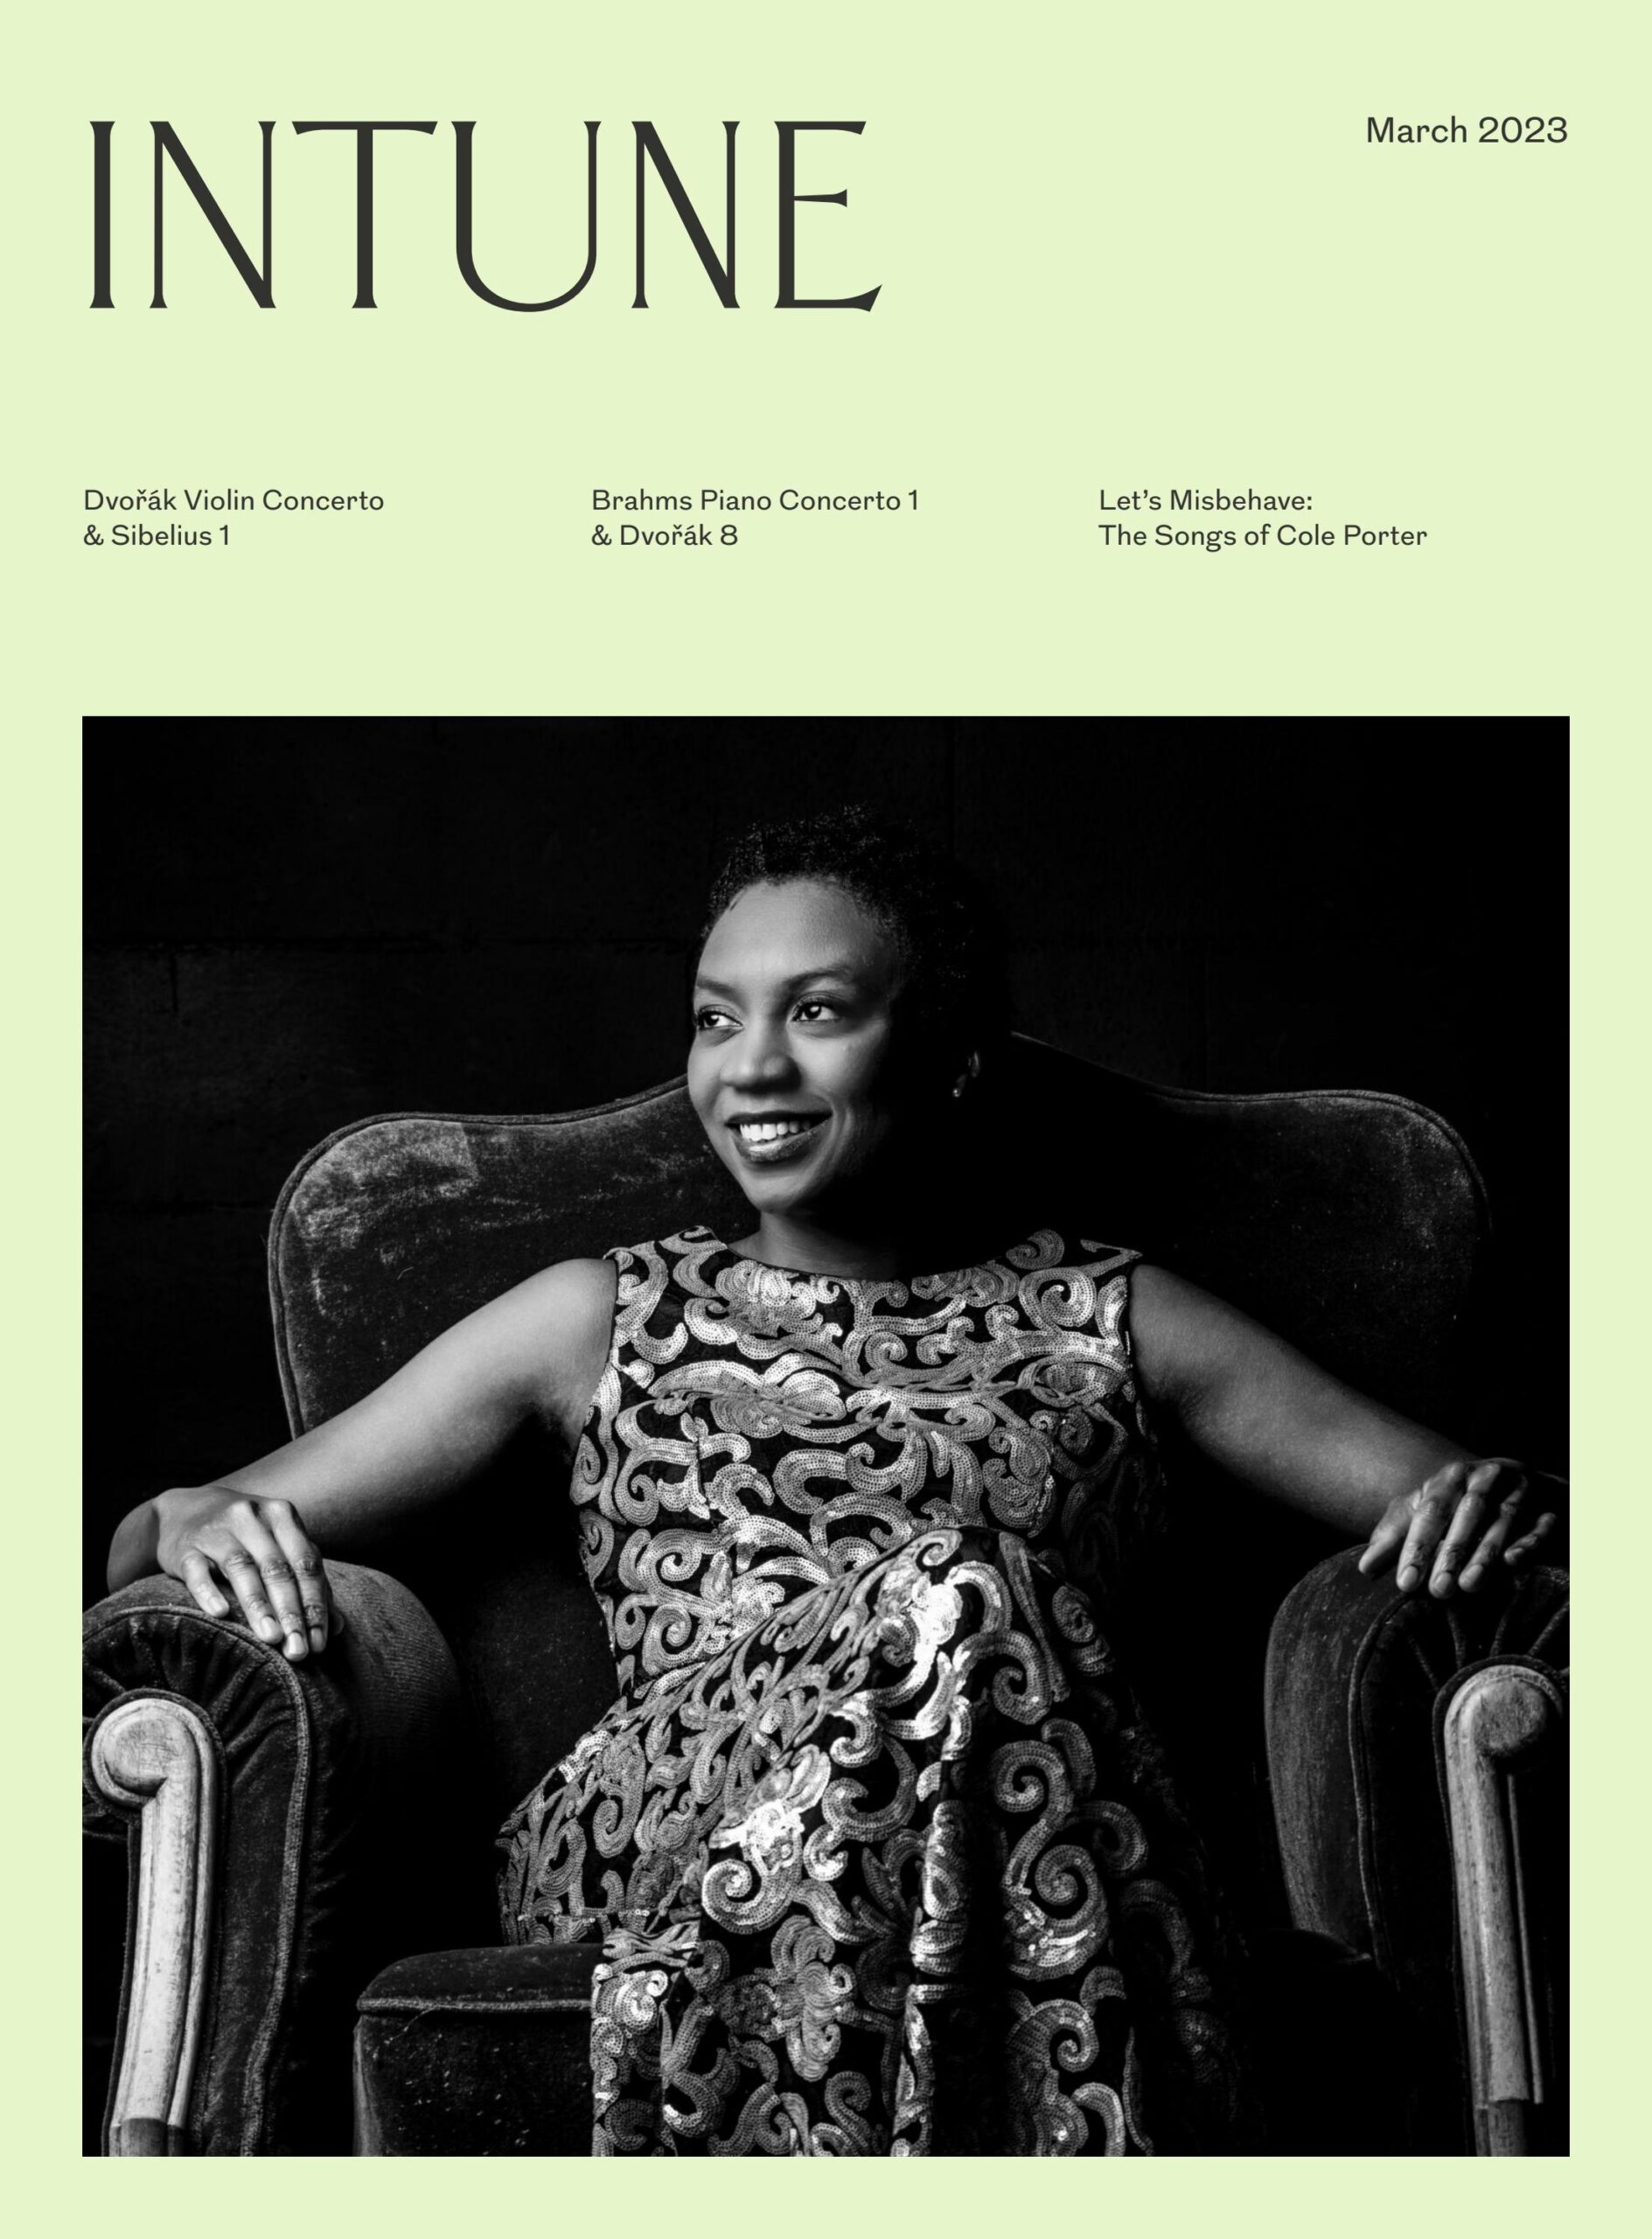 INTUNE
March 2023
Dvořák Violin Concerto
& Sibelius 1
Brahms Piano Concerto 1
& Dvořák 8
Let’s Misbehave:
The Songs of Cole Porter